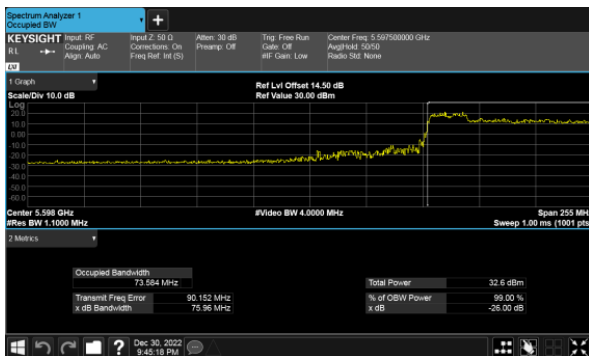 Spectrum Analyzer 1
Occupied BW
KEYSIGHT
RL
LXI
Input: RF
Coupling: AC
Align: Auto
Input Z: 50 Ω
Corrections: On
Freq Ref: Int (S)
Atten: 30 dB
Preamp: Off
Trig: Free Run
Gate: Off
#IF Gain: Low
Center Freq: 5.597500000 GHz
Avg|Hold: 50/50
Radio Std: None
1 Graph
Scale/Div 10.0 dB
Ref Lvl Offset 14.50 dB
Ref Value 30.00 dBm
Log
20.0
10.0
0.00
-10.0
-20.0
-30.0
-40.0
-50.0
-60.0
Center 5.598 GHz
#Video BW 4.0000 MHz
Span 255 MH
#Res BW 1.1000 MHz
Sweep 1.00 ms (1001 pts
2 Metrics
Occupied Bandwidth
73.584 MHz
Total Power 32.6 dBm
Transmit Freq Error 90.152 MHz
% of OBW Power 99.00 %
x dB Bandwidth 75.96 MHz
x dB -26.00 dB
?
Dec 30, 2022
9:45:18 PM